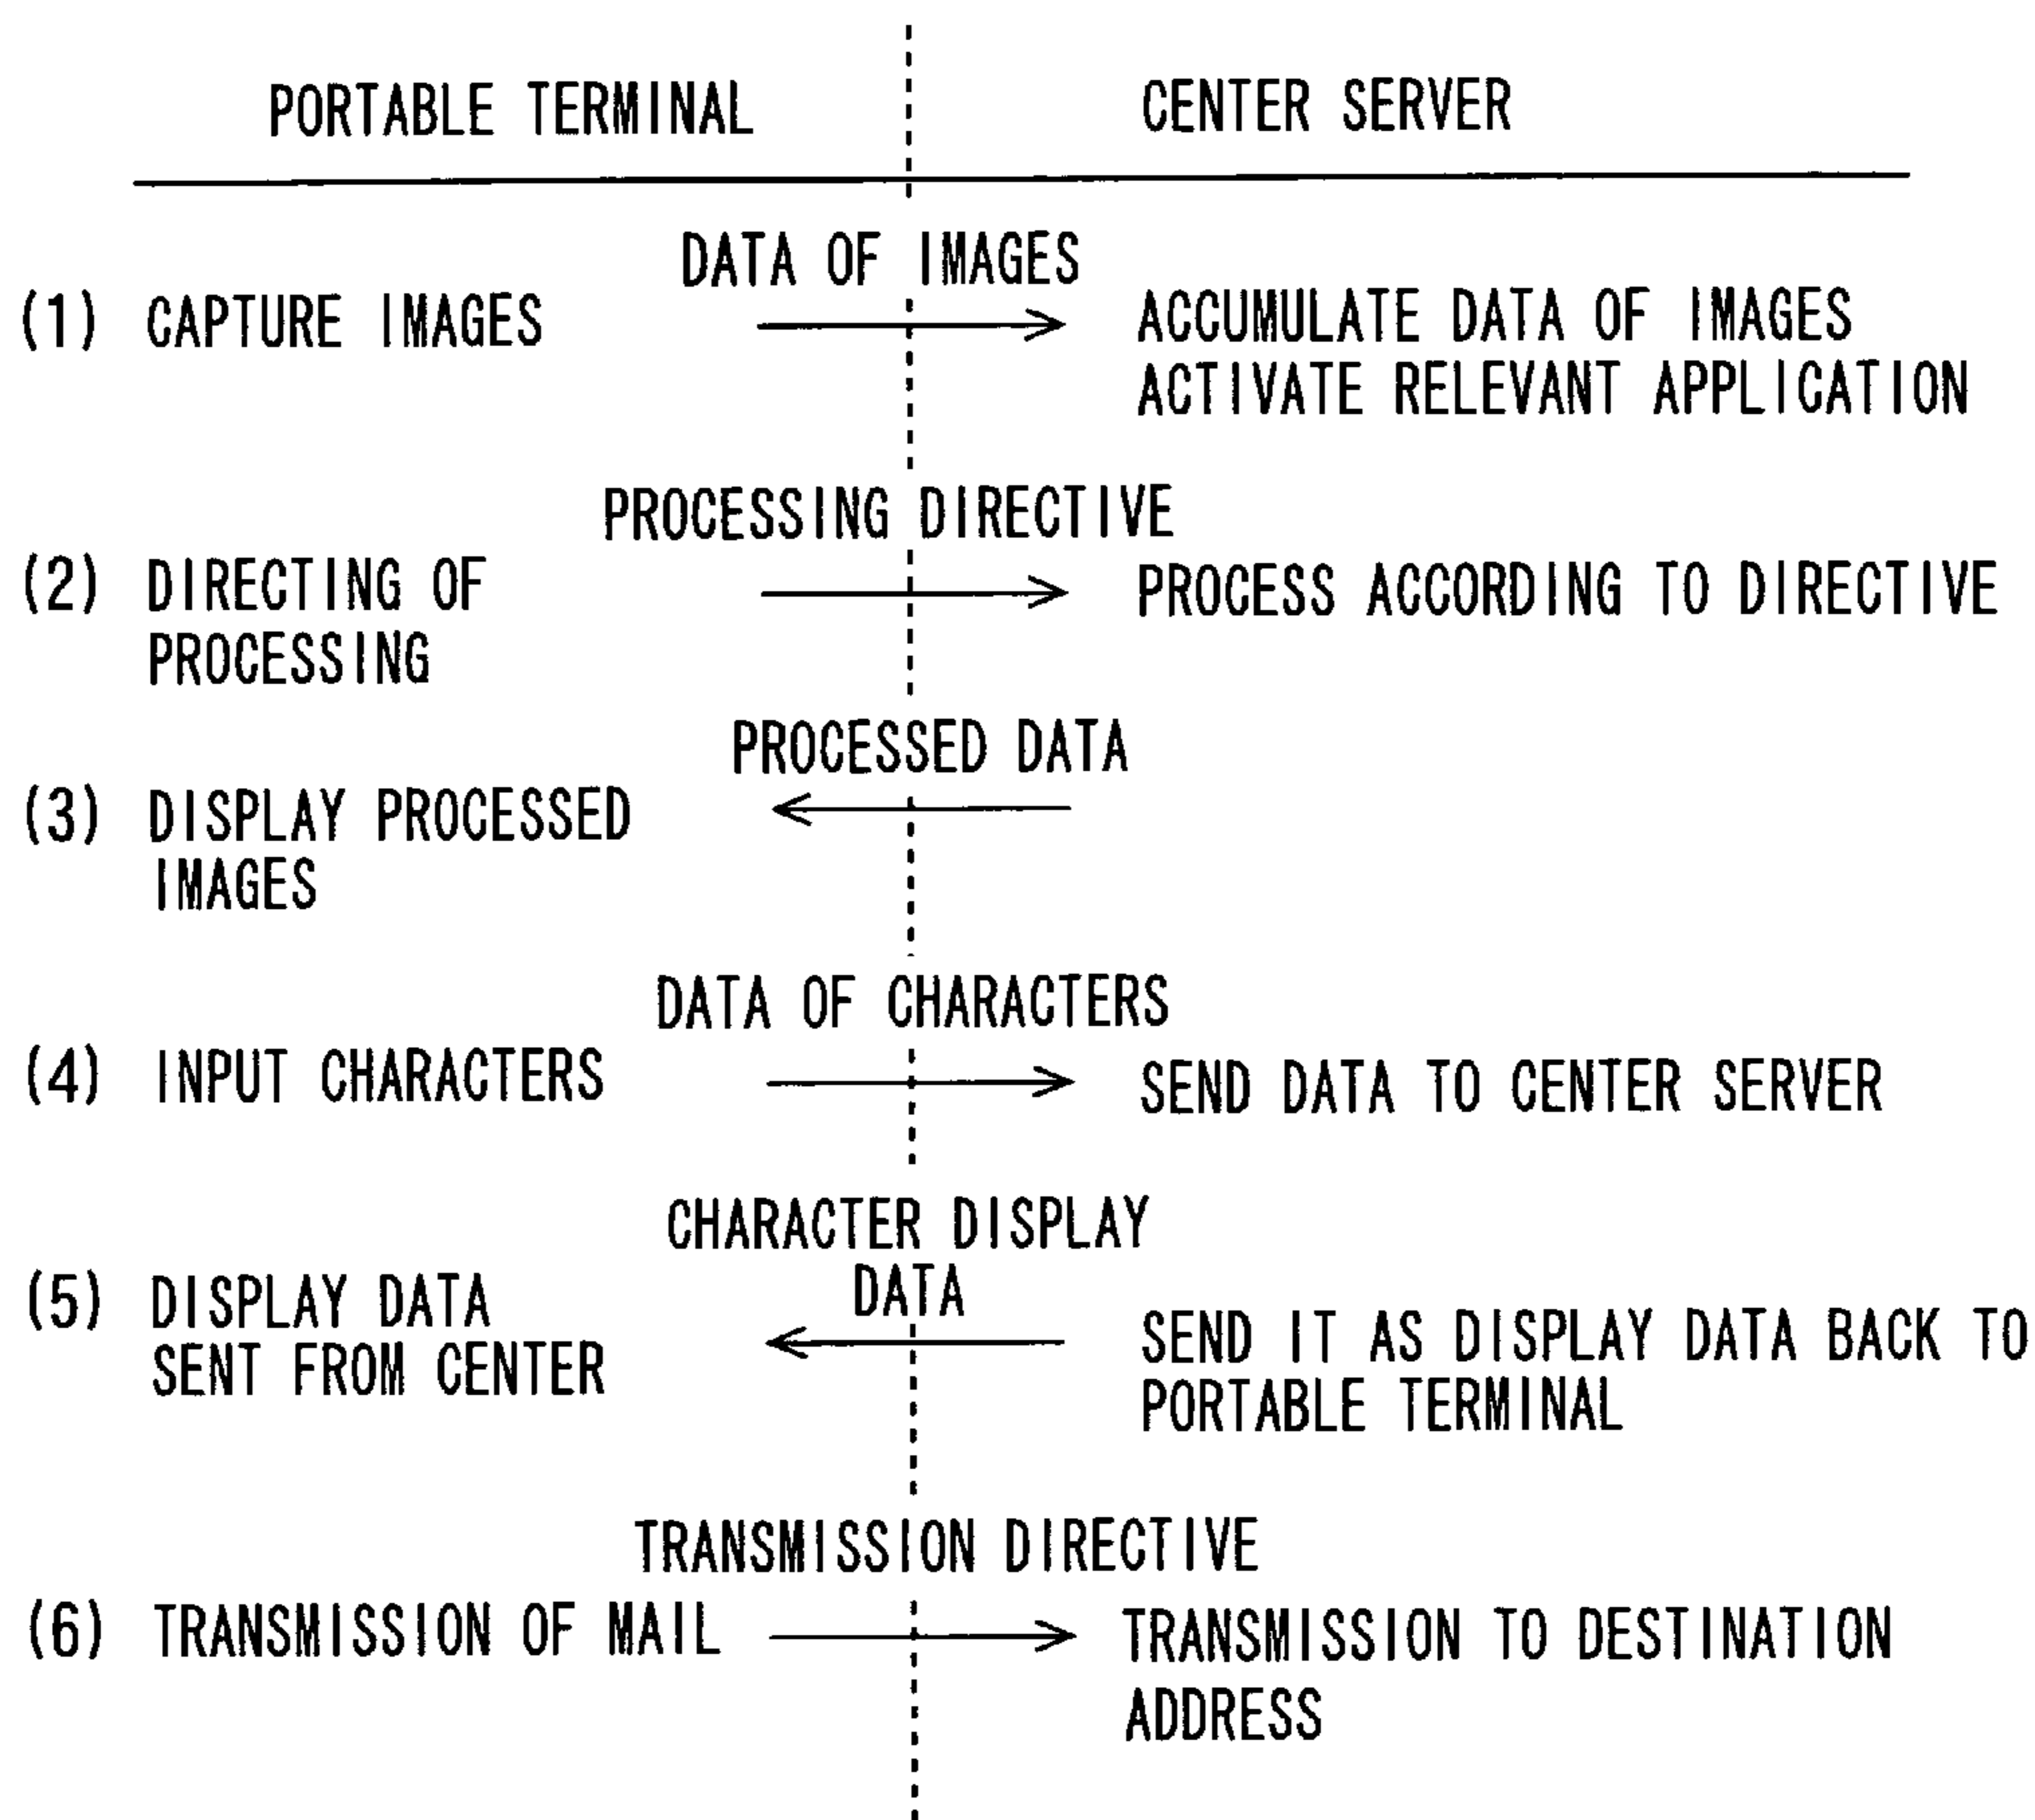 PORTABLE TERMINAL
CENTER SERVER
DATA OF IMAGES
(1) CAPTURE IMAGES
ACCUMULATE DATA OF IMAGES
ACTIVATE RELEVANT APPLICATION
PROCESSING DIRECTIVE
(2) DIRECTING OF
PROCESSING
PROCESS ACCORDING TO DIRECTIVE
PROCESSED DATA
(3) DISPLAY PROCESSED
IMAGES
DATA OF CHARACTERS
(4) INPUT CHARACTERS
SEND DATA TO CENTER SERVER
CHARACTER DISPLAY
DATA
(5) DISPLAY DATA
SENT FROM CENTER
SEND IT AS DISPLAY DATA BACK TO
PORTABLE TERMINAL
TRANSMISSION DIRECTIVE
(6) TRANSMISSION OF MAIL
TRANSMISSION TO DESTINATION
ADDRESS